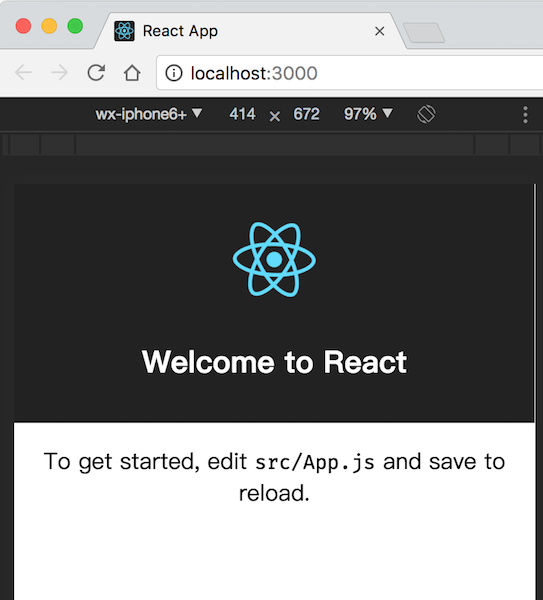 React App
localhost:3000
wx-iphone6+ ▼ 414 × 672 97% ▼
Welcome to React
To get started, edit src/App.js and save to
reload.